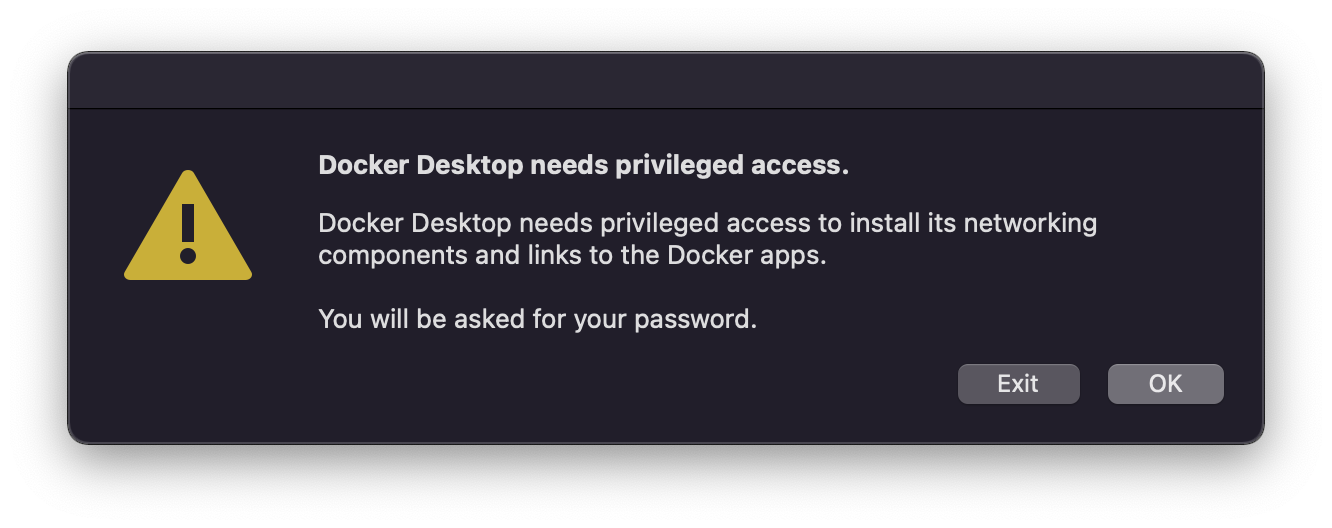 Docker Desktop needs privileged access.
Docker Desktop needs privileged access to install its networking
components and links to the Docker apps.
You will be asked for your password.
Exit
OK